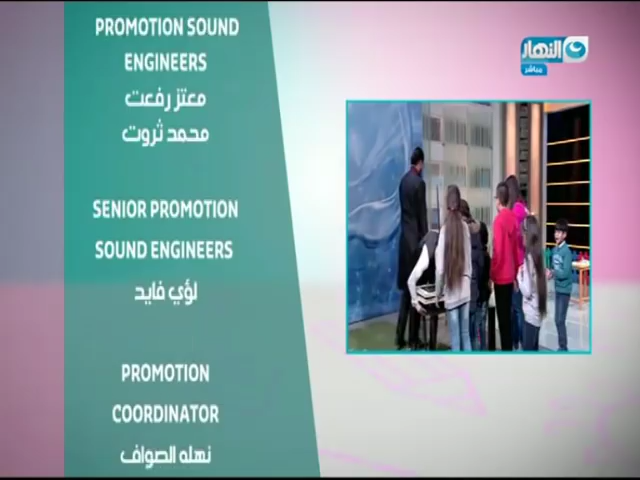 PROMOTION SOUND
ENGINEERS
معتز رفعت
محمد ثروت
SENIOR PROMOTION
SOUND ENGINEERS
لؤي فايد
PROMOTION
COORDINATOR
نهله الصواف
النهار
مباشر